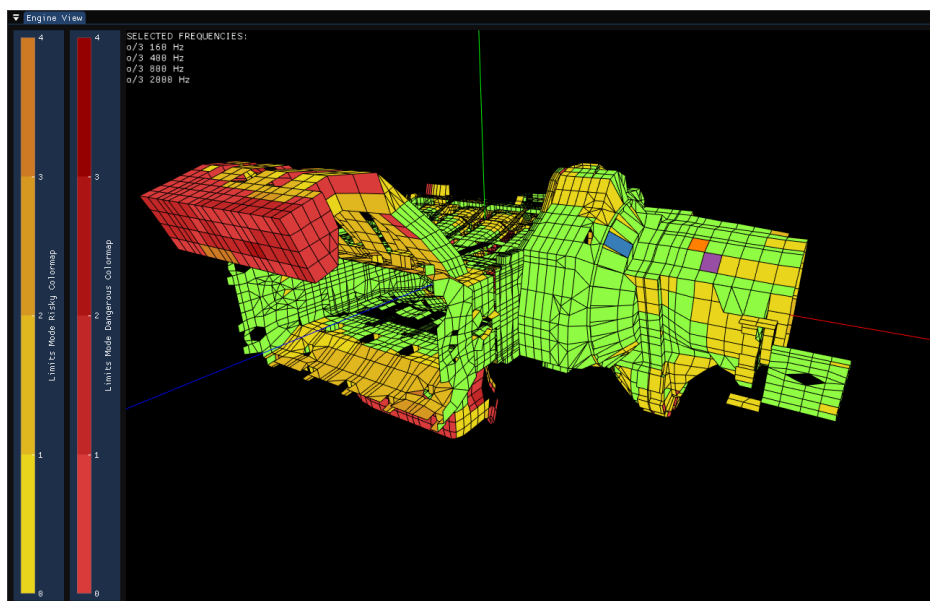 Engine View
4
3
2
1
0
Limits Mode Risky Colormap
4
3
2
1
0
Limits Mode Dangerous Colormap
SELECTED FREQUENCIES:
o/3 160 Hz
o/3 400 Hz
o/3 800 Hz
o/3 2000 Hz